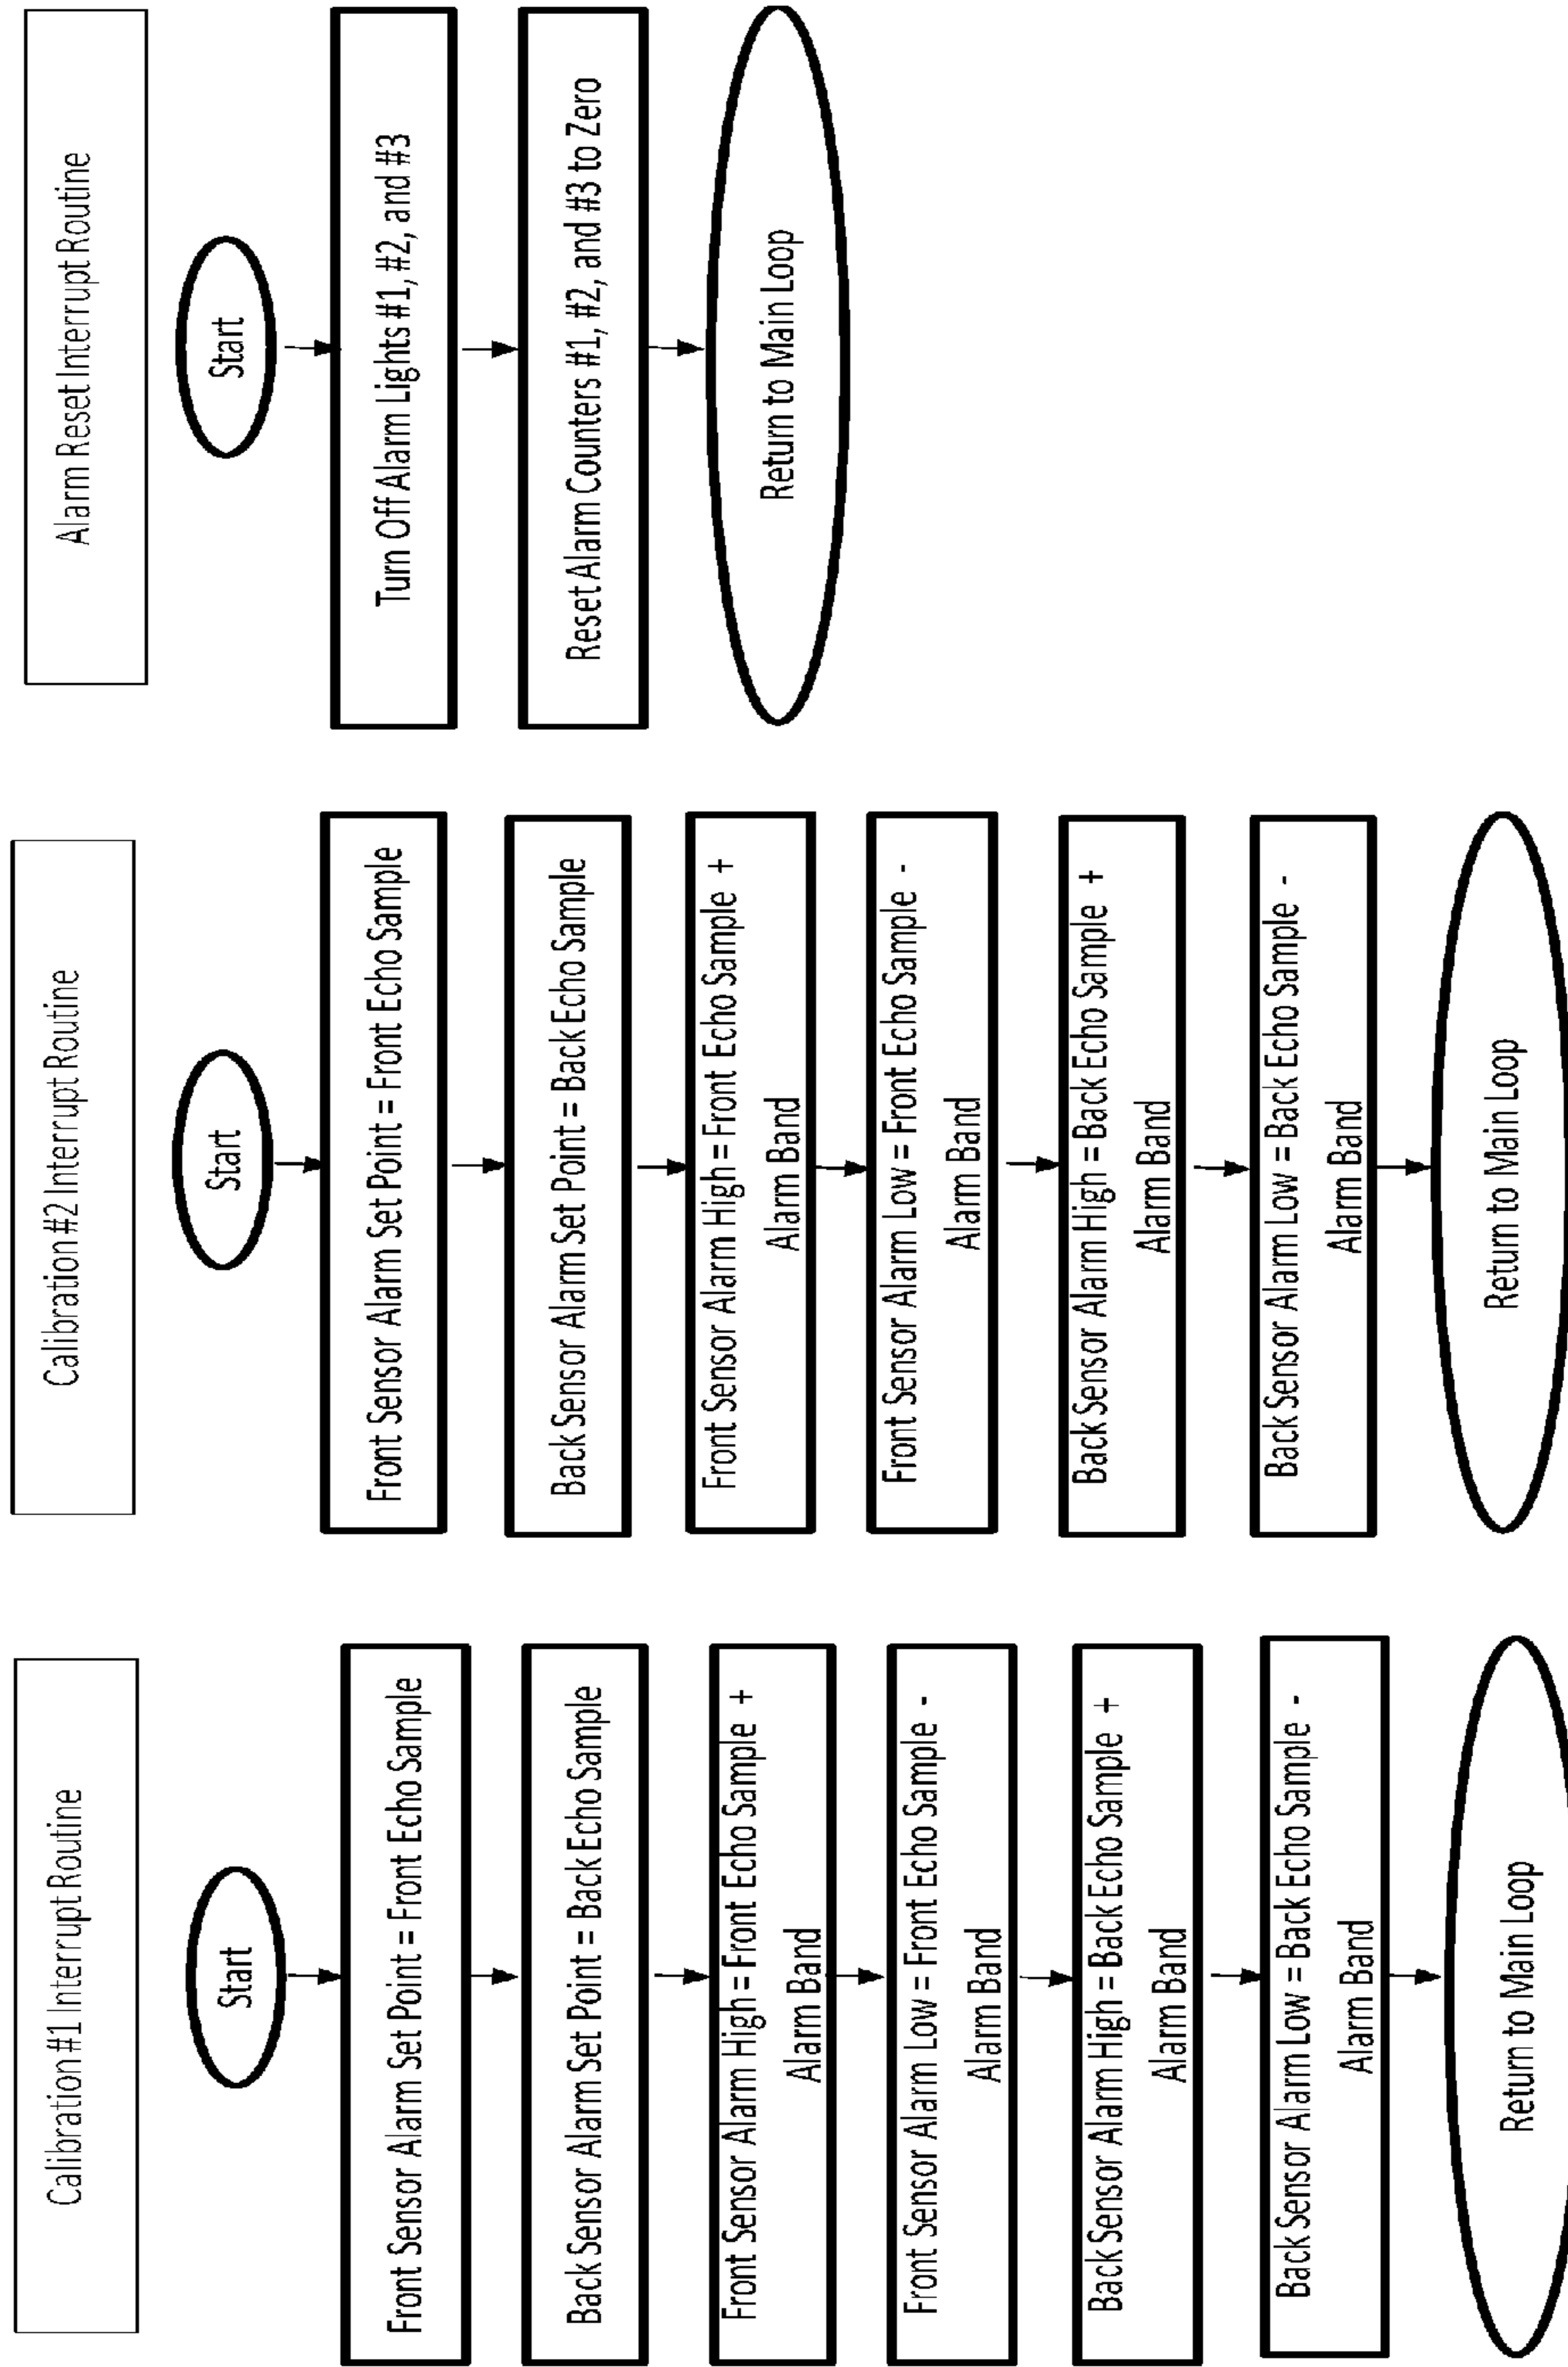 Calibration #1 Interrupt Routine
Start
Front Sensor Alarm Set Point = Front Echo Sample
Back Sensor Alarm Set Point = Back Echo Sample
Front Sensor Alarm High = Front Echo Sample +
Alarm Band
Front Sensor Alarm Low = Front Echo Sample -
Alarm Band
Back Sensor Alarm High = Back Echo Sample +
Alarm Band
Back Sensor Alarm Low = Back Echo Sample -
Alarm Band
Return to Main Loop
Calibration #2 Interrupt Routine
Start
Front Sensor Alarm Set Point = Front Echo Sample
Back Sensor Alarm Set Point = Back Echo Sample
Front Sensor Alarm High = Front Echo Sample +
Alarm Band
Front Sensor Alarm Low = Front Echo Sample -
Alarm Band
Back Sensor Alarm High = Back Echo Sample +
Alarm Band
Back Sensor Alarm Low = Back Echo Sample -
Alarm Band
Return to Main Loop
Alarm Reset Interrupt Routine
Start
Turn Off Alarm Lights #1, #2, and #3
Reset Alarm Counters #1, #2, and #3 to Zero
Return to Main Loop